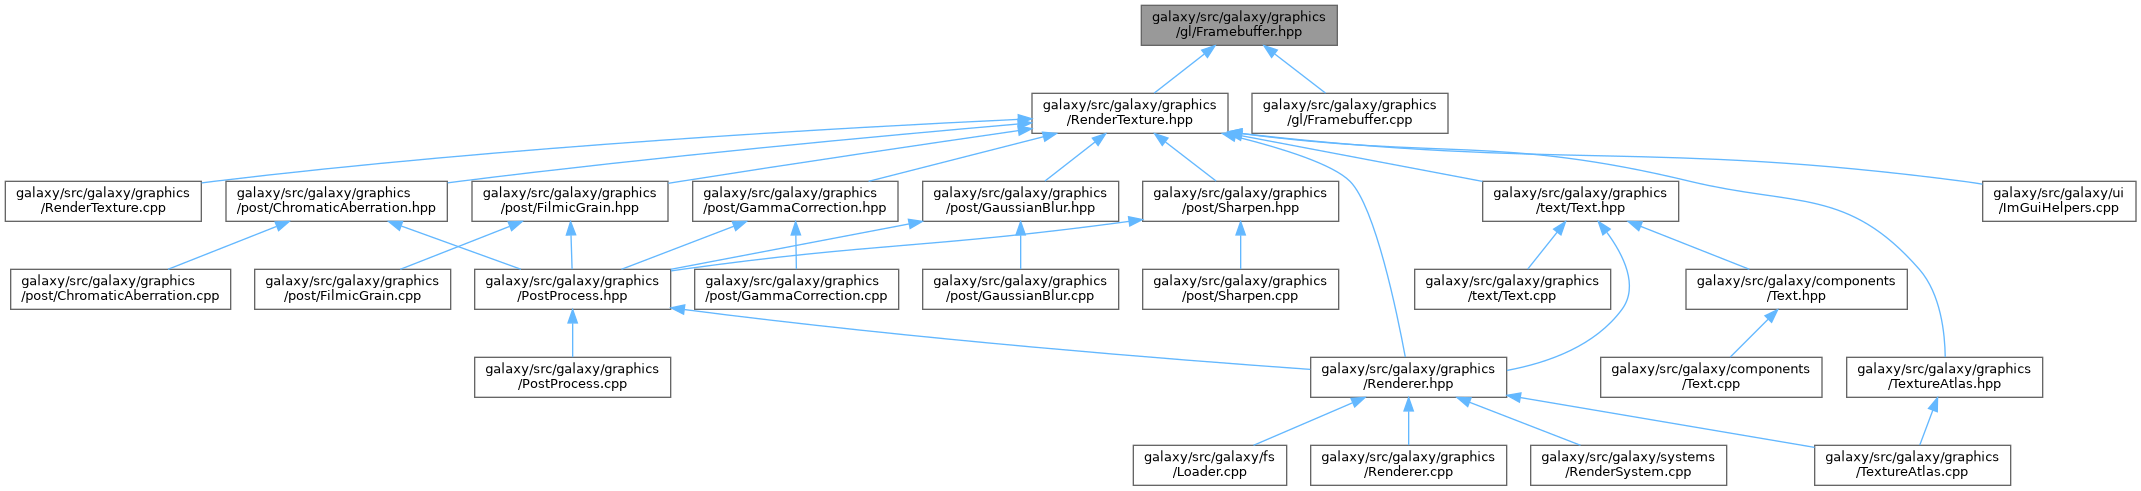 galaxy/src/galaxy/graphics
/gl/Framebuffer.hpp
galaxy/src/galaxy/graphics
/RenderTexture.hpp
galaxy/src/galaxy/graphics
/gl/Framebuffer.cpp
galaxy/src/galaxy/graphics
/RenderTexture.cpp
galaxy/src/galaxy/graphics
/post/ChromaticAberration.hpp
galaxy/src/galaxy/graphics
/post/FilmicGrain.hpp
galaxy/src/galaxy/graphics
/post/GammaCorrection.hpp
galaxy/src/galaxy/graphics
/post/GaussianBlur.hpp
galaxy/src/galaxy/graphics
/post/Sharpen.hpp
galaxy/src/galaxy/graphics
/text/Text.hpp
galaxy/src/galaxy/ui
/ImGuiHelpers.cpp
galaxy/src/galaxy/graphics
/post/ChromaticAberration.cpp
galaxy/src/galaxy/graphics
/post/FilmicGrain.cpp
galaxy/src/galaxy/graphics
/PostProcess.hpp
galaxy/src/galaxy/graphics
/post/GammaCorrection.cpp
galaxy/src/galaxy/graphics
/post/GaussianBlur.cpp
galaxy/src/galaxy/graphics
/post/Sharpen.cpp
galaxy/src/galaxy/graphics
/text/Text.cpp
galaxy/src/galaxy/components
/Text.hpp
galaxy/src/galaxy/graphics
/PostProcess.cpp
galaxy/src/galaxy/graphics
/Renderer.hpp
galaxy/src/galaxy/components
/Text.cpp
galaxy/src/galaxy/graphics
/TextureAtlas.hpp
galaxy/src/galaxy/fs
/Loader.cpp
galaxy/src/galaxy/graphics
/Renderer.cpp
galaxy/src/galaxy/systems
/RenderSystem.cpp
galaxy/src/galaxy/graphics
/TextureAtlas.cpp